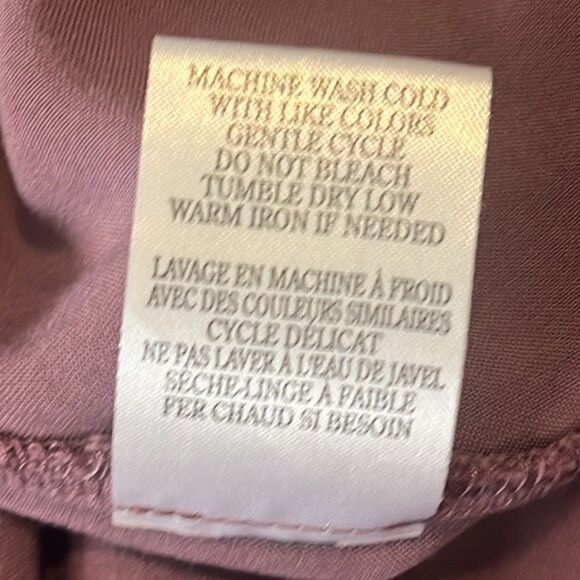 MACHINE WASH COLD
WITH LIKE COLORS
GENTLE CYCLE
DO NOT BLEACH
TUMBLE DRY LOW
WARM IRON IF NEEDED
LAVAGE EN MACHINE À FROID
AVEC DES COULEURS SIMILAIRES
CYCLE DÉLICAT
NE PAS LAVER À L'EAU DE JAVEL
SÈCHE-LINGE À FAIBLE
FER CHAUD SI BESOIN